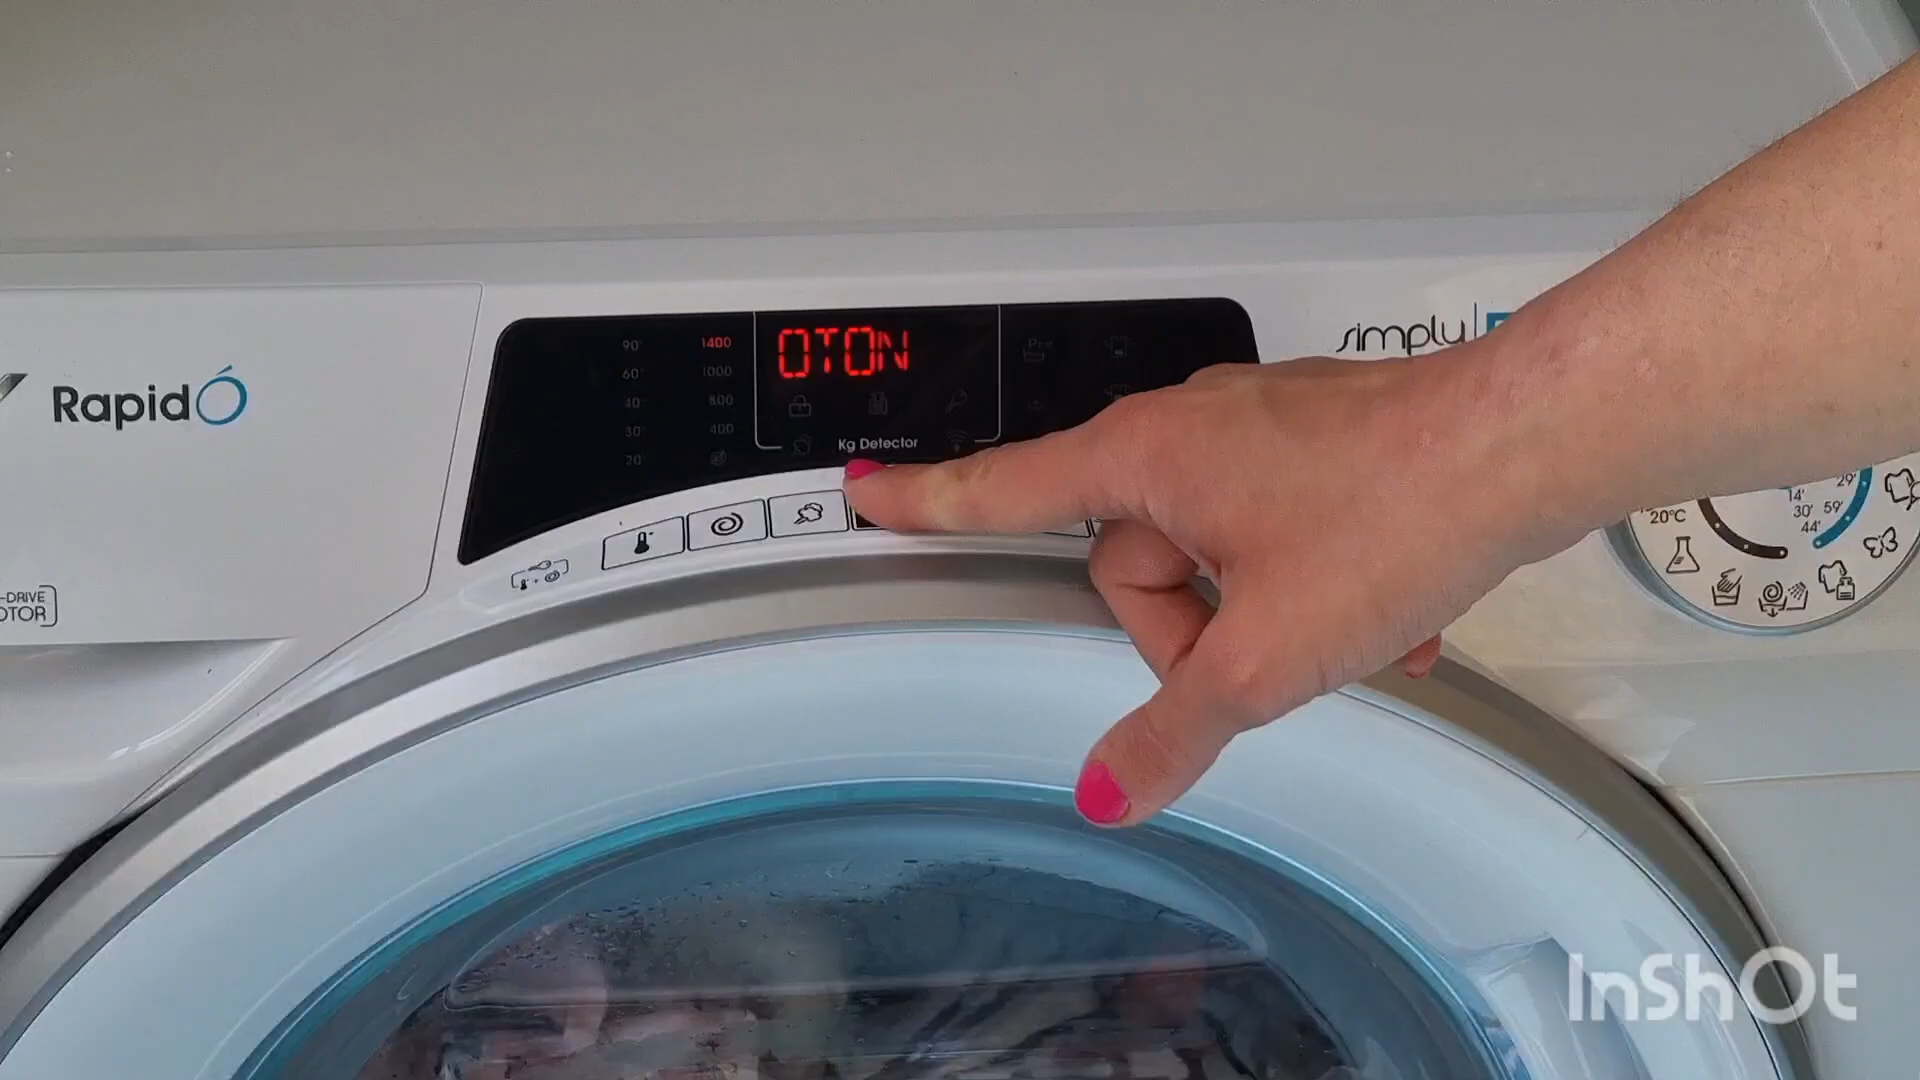 RapidÓ
-DRIVE
OTOR
90°
60°
40°
30°
20°
1400
1000
800
400
OTON
Kg Detector
Pre
simply
20°C
14'
30'
44'
29'
59'
InShOt